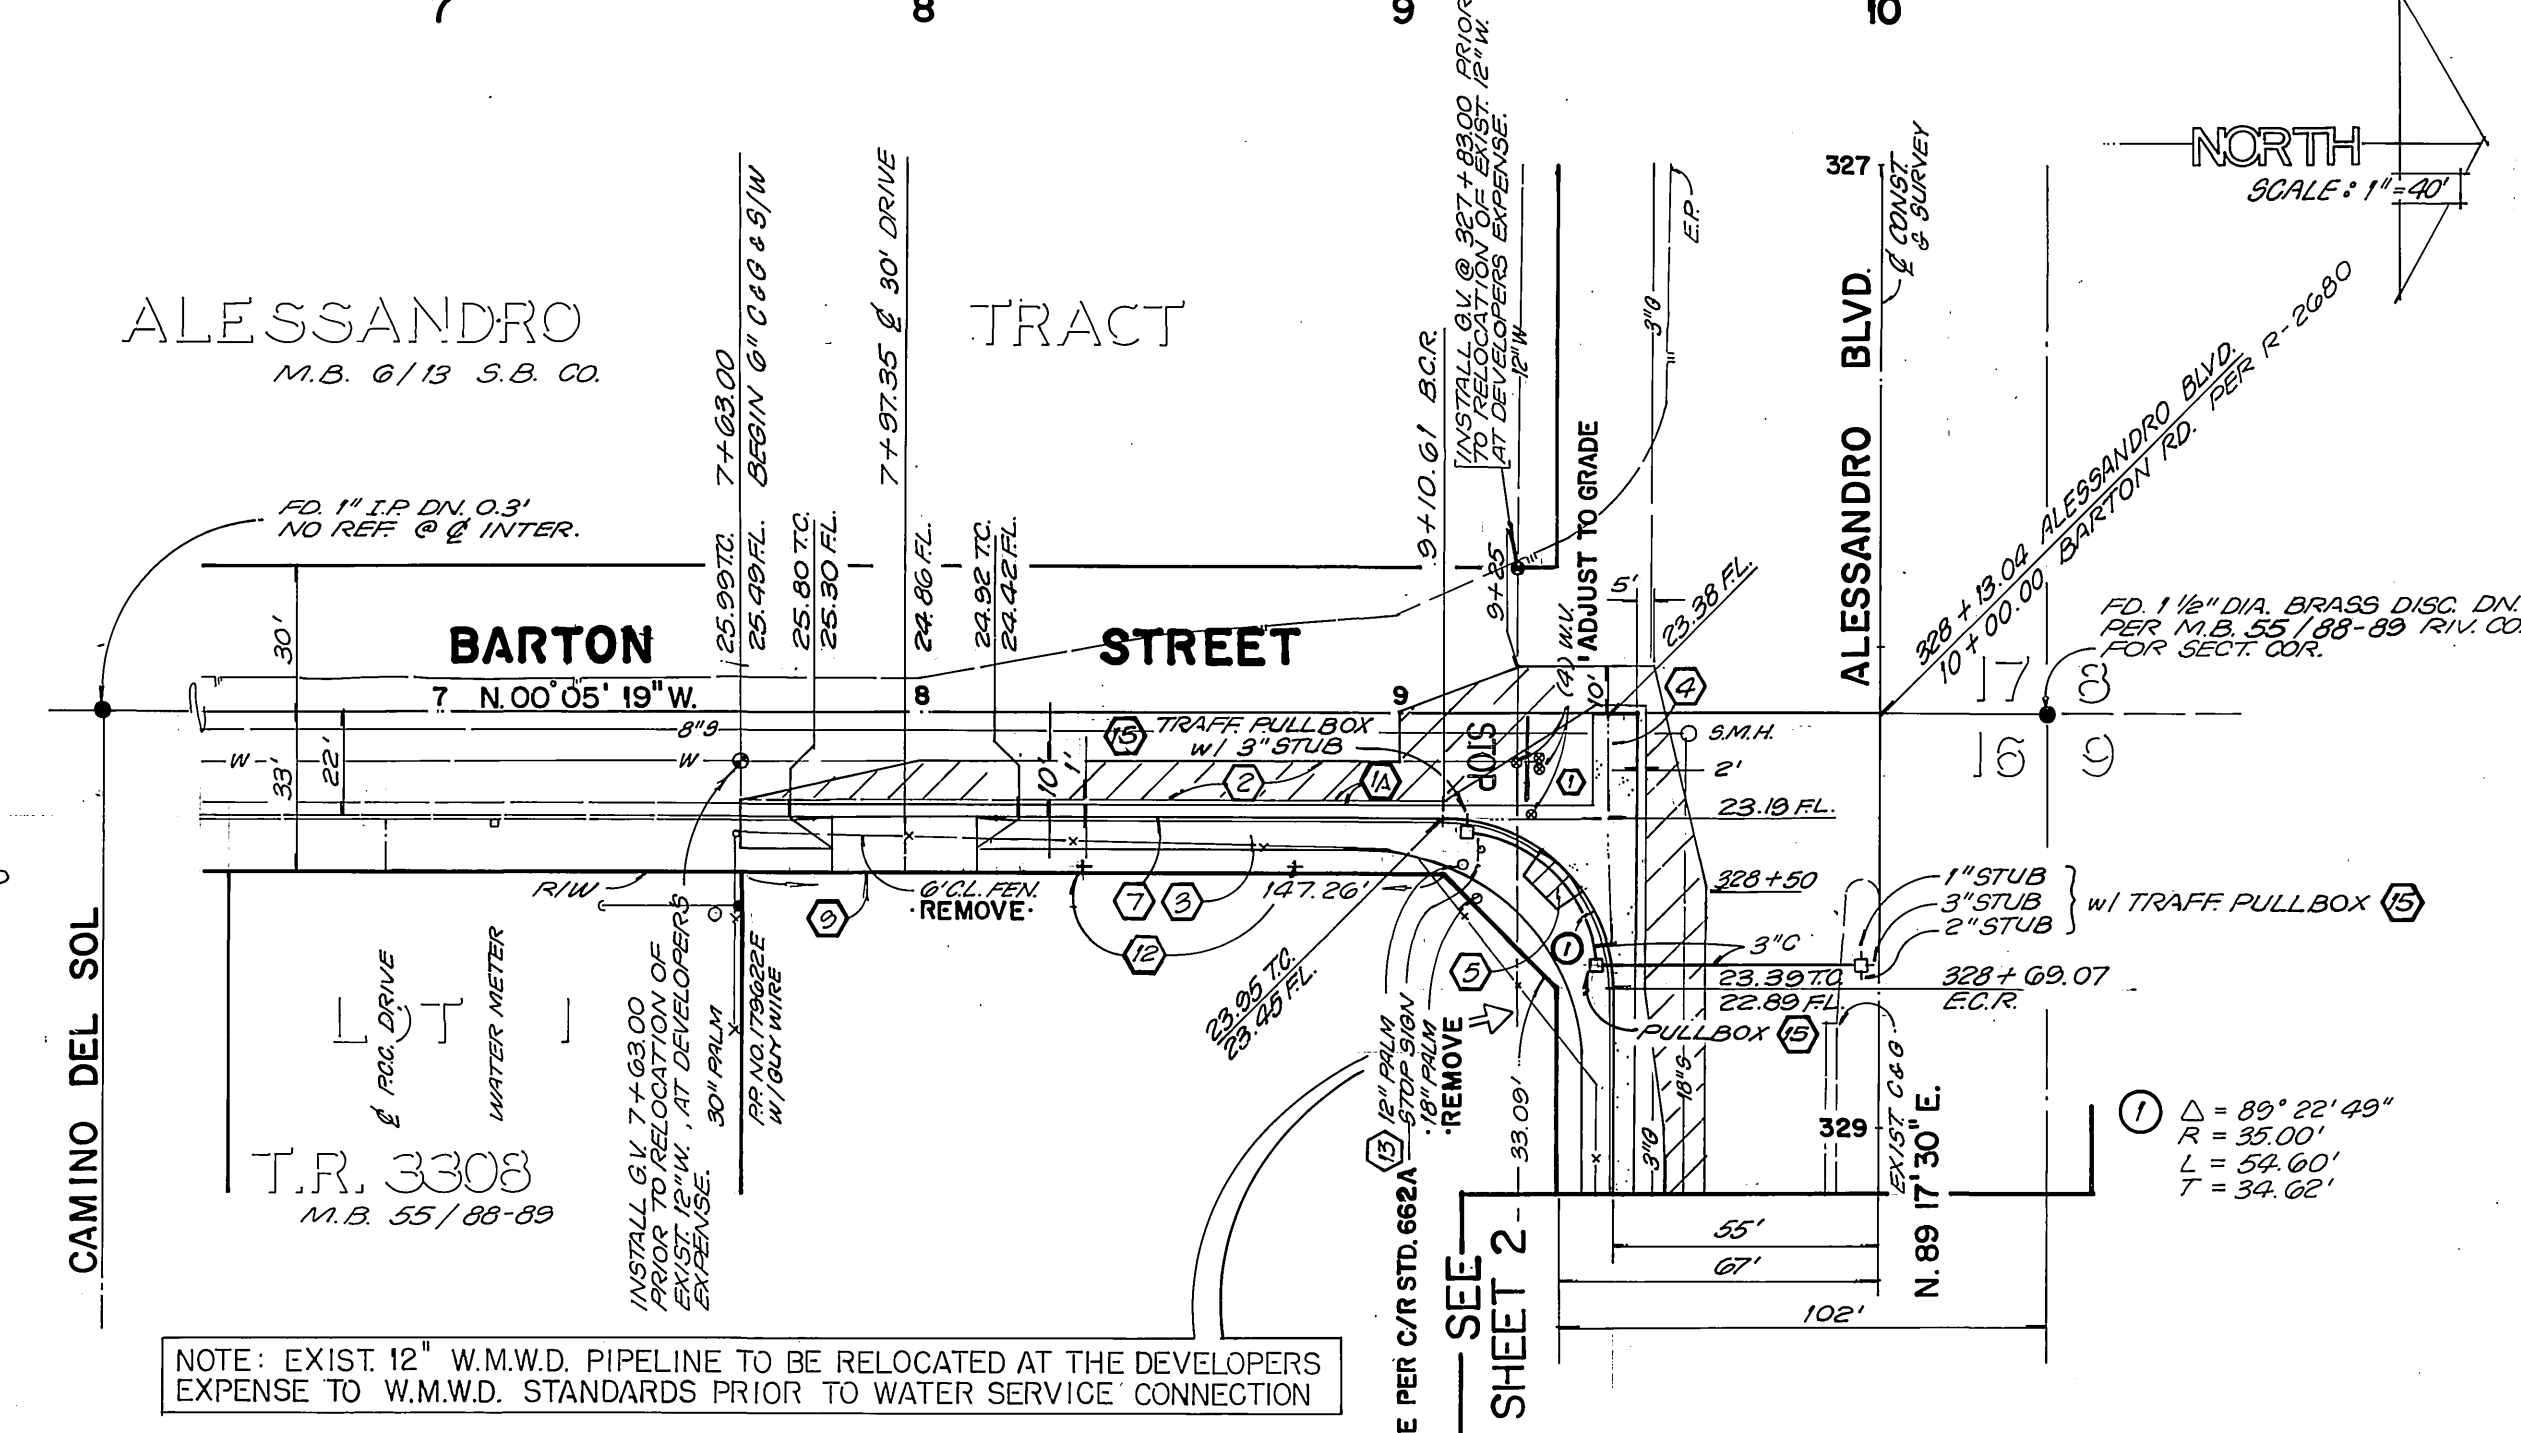 7
8
9
10
NORTH
SCALE: 1"=40'
327
℄ CONST.
& SURVEY
ALESSANDRO BLVD.
328 + 13.04 ALESSANDRO BLVD.
10 + 00.00 BARTON RD. PER R-2680
E.P.
3"G
12"W
[INSTALL G.V. @ 327+83.00 PRIOR
TO RELOCATION OF EXIST. 12"W.
AT DEVELOPERS EXPENSE.
ALESSANDRO TRACT
M.B. 6/13 S.B. CO.
7+63.00
BEGIN 6" C&G & S/W
7+97.35 ℄ 30' DRIVE
9+10.61 B.C.R.
9+25
FD. 1" I.P. DN. 0.3'
NO REF. @ ℄ INTER.
25.99 T.C.
25.49 F.L.
25.80 T.C.
25.30 F.L.
24.86 F.L.
24.92 T.C.
24.42 F.L.
(4) W.V.
ADJUST TO GRADE
5'
10'
23.38 F.L.
FD. 1 1/2" DIA. BRASS DISC. DN.
PER M.B. 55/88-89 RIV. CO.
FOR SECT. COR.
17
8
16
9
BARTON STREET
7
N. 00° 05' 19" W.
8
9
30'
33'
22'
8"S
W
W
15
TRAFF. PULLBOX
w/ 3" STUB
10'
1'
2
1A
STOP
1
4
S.M.H.
2'
23.19 F.L.
328+50
1" STUB
3" STUB
2" STUB
w/ TRAFF. PULLBOX
15
3"C
23.39 T.C.
22.89 F.L.
328+69.07
E.C.R.
PULLBOX
15
R/W
9
6' C.L. FEN.
·REMOVE·
7
3
147.26'
12
23.95 T.C.
23.45 F.L.
5
1
CAMINO DEL SOL
LOT 1
℄ P.C.C. DRIVE
WATER METER
T.R. 3308
M.B. 55/88-89
INSTALL G.V. 7+63.00
PRIOR TO RELOCATION OF
EXIST. 12"W., AT DEVELOPERS
EXPENSE.
30" PALM
P.P. NO. 1796622E
W/ GUY WIRE
13
12" PALM
STOP SIGN
18" PALM
·REMOVE
33.09'
3"G
18"S
EXIST. C&G
329
N. 89 17' 30" E.
1
Δ = 89° 22' 49"
R = 35.00'
L = 54.60'
T = 34.62'
55'
67'
102'
E PER C/R STD. 662A
SEE
SHEET 2
NOTE: EXIST. 12" W.M.W.D. PIPELINE TO BE RELOCATED AT THE DEVELOPERS
EXPENSE TO W.M.W.D. STANDARDS PRIOR TO WATER SERVICE CONNECTION